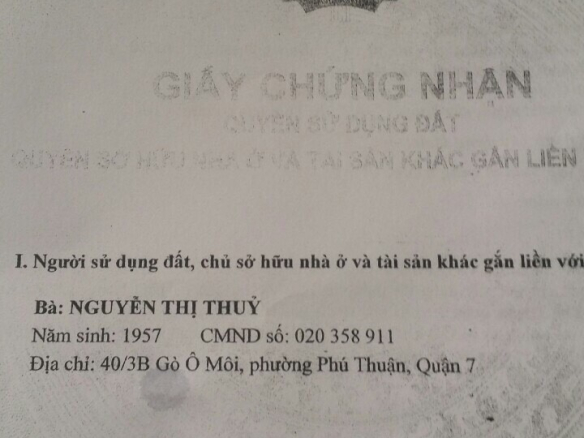 GIẤY CHỨNG NHẬN
QUYỀN SỬ DỤNG ĐẤT
QUYỀN SỞ HỮU NHÀ Ở VÀ TÀI SẢN KHÁC GẮN LIỀN
I. Người sử dụng đất, chủ sở hữu nhà ở và tài sản khác gắn liền với
Bà: NGUYỄN THỊ THUỶ
Năm sinh: 1957 CMND số: 020 358 911
Địa chỉ: 40/3B Gò Ô Môi, phường Phú Thuận, Quận 7